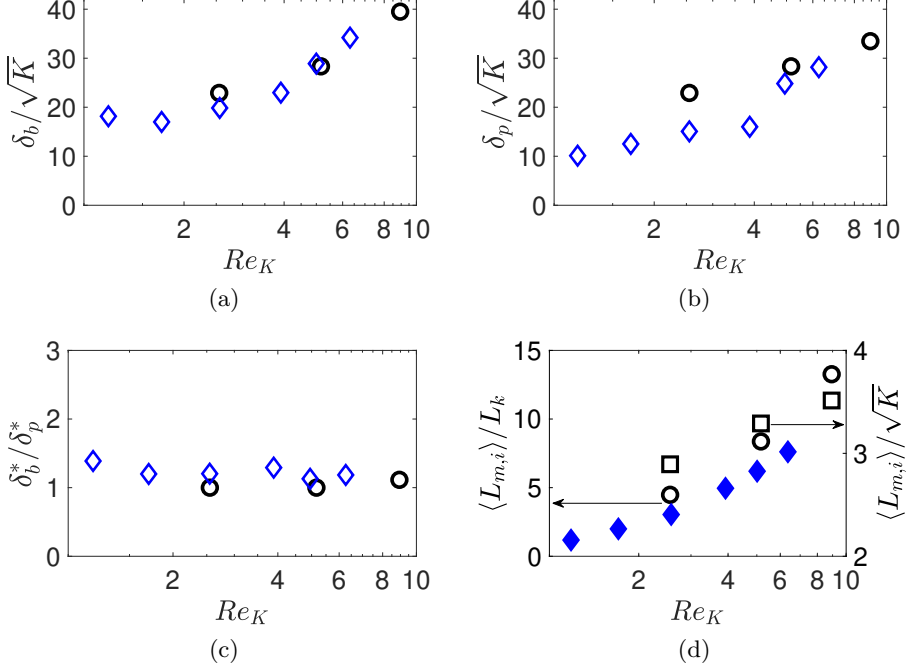 40
30
20
10
0
δ_b/√K
2 4 6 8 10
Re_K
(a)
40
30
20
10
0
δ_p/√K
2 4 6 8 10
Re_K
(b)
3
2
1
0
δ_b^*/δ_p^*
2 4 6 8 10
Re_K
(c)
15
10
5
0
⟨L_{m,i}⟩/L_k
4
3
2
⟨L_{m,i}⟩/√K
2 4 6 8 10
Re_K
(d)